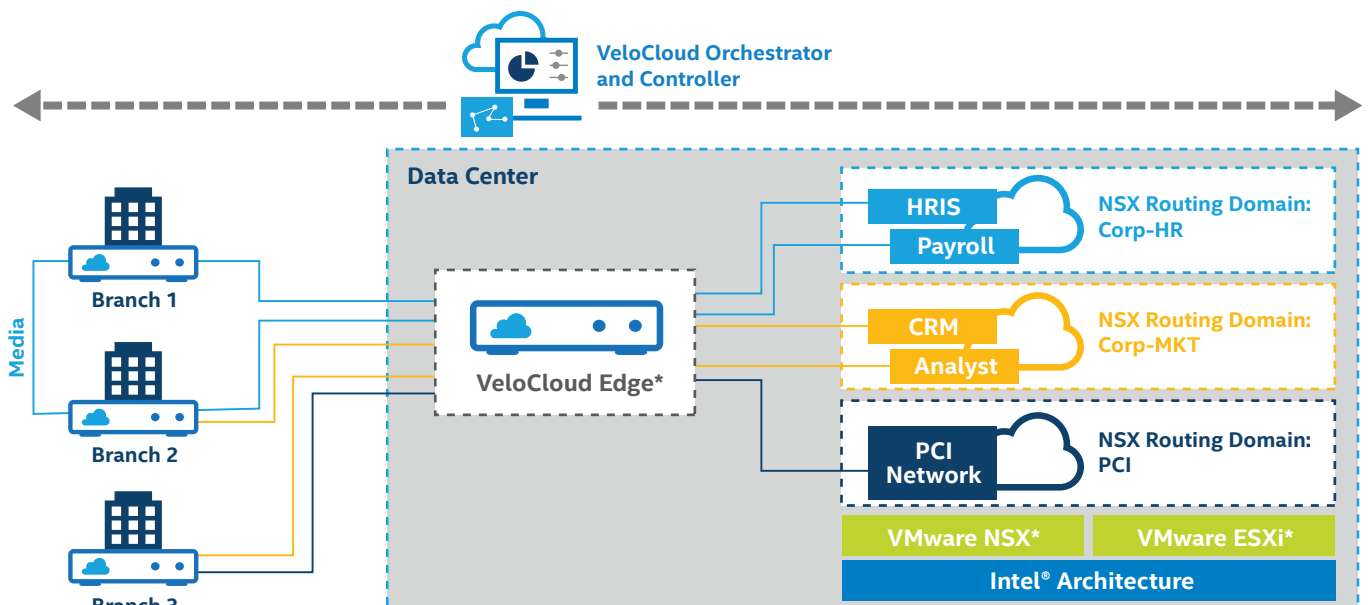 VeloCloud Orchestrator
and Controller
Data Center
HRIS
Payroll
NSX Routing Domain:
Corp-HR
Branch 1
Media
VeloCloud Edge*
CRM
Analyst
NSX Routing Domain:
Corp-MKT
Branch 2
PCI
Network
NSX Routing Domain:
PCI
VMware NSX*
VMware ESXi*
Intel® Architecture
Branch 3